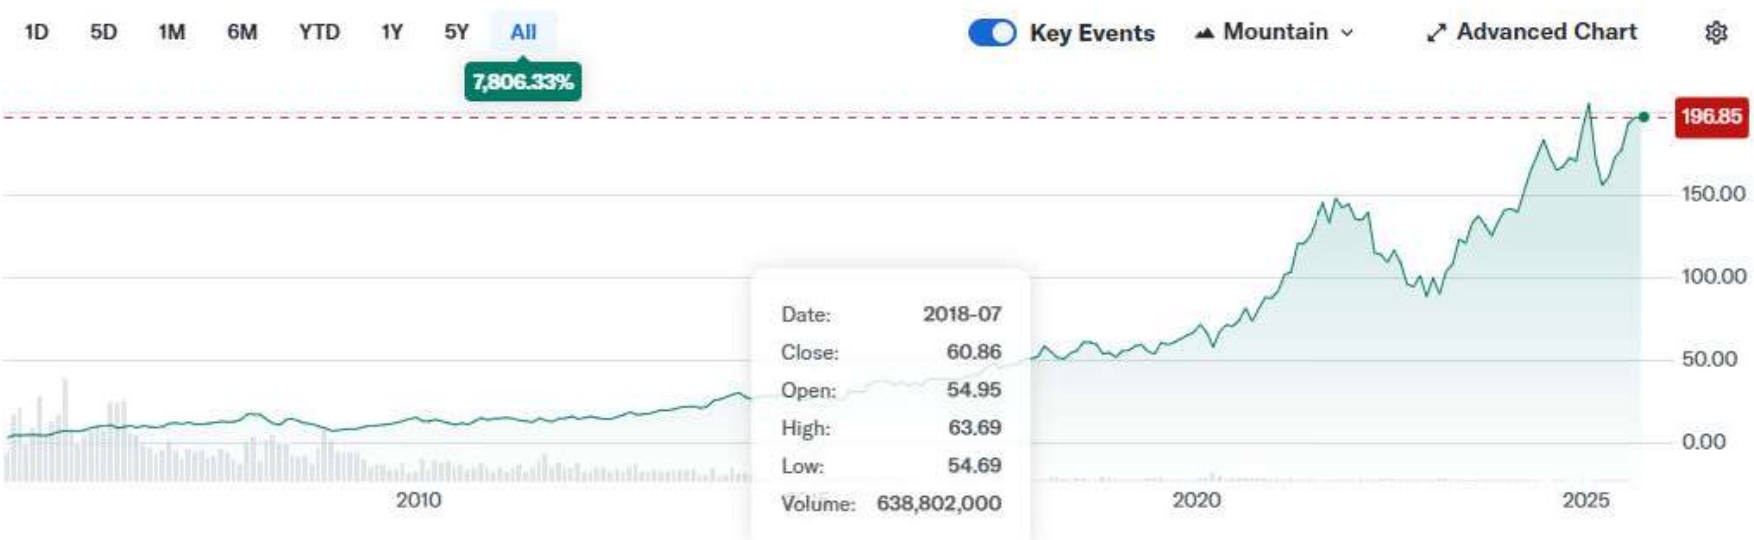 1D 5D 1M 6M YTD 1Y 5Y All Key Events Mountain Advanced Chart
7,806.33%
196.85
150.00
100.00
Date: 2018-07
Close: 60.86
50.00
Open: 54.95
High: 63.69
0.00
Low: 54.69
Volume: 638,802,000
2010 2020 2025